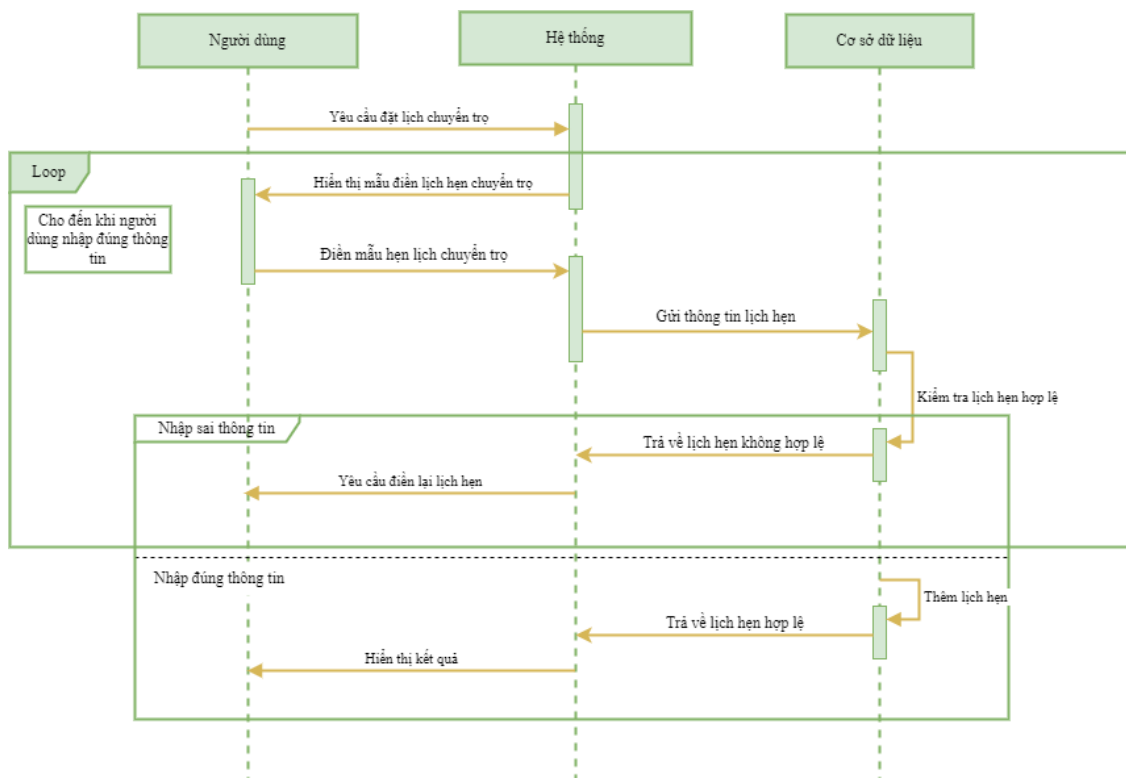 Người dùng
Hệ thống
Cơ sở dữ liệu
Yêu cầu đặt lịch chuyển trọ
Loop
Hiển thị mẫu điền lịch hẹn chuyển trọ
Cho đến khi người
dùng nhập đúng thông
tin
Điền mẫu hẹn lịch chuyển trọ
Gửi thông tin lịch hẹn
Kiểm tra lịch hẹn hợp lệ
Nhập sai thông tin
Trả về lịch hẹn không hợp lệ
Yêu cầu điền lại lịch hẹn
Nhập đúng thông tin
Thêm lịch hẹn
Trả về lịch hẹn hợp lệ
Hiển thị kết quả